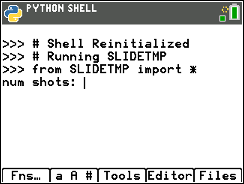 PYTHON SHELL
>>> # Shell Reinitialized
>>> # Running SLIDETMP
>>> from SLIDETMP import *
num shots:
Fns… a A # Tools Editor Files